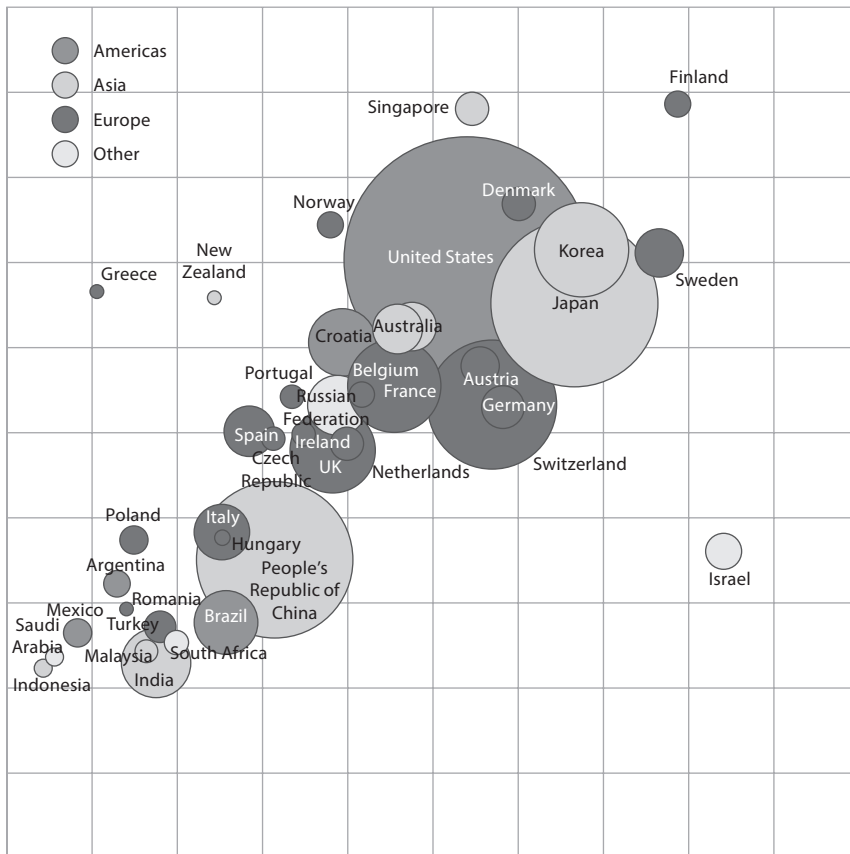 Americas
Asia
Europe
Other
Finland
Singapore
Denmark
Norway
United States
Korea
New
Zealand
Greece
Sweden
Japan
Croatia
Australia
Portugal
Belgium
France
Austria
Russian
Federation
Germany
Spain
Ireland
Czech
Republic
UK
Netherlands
Switzerland
Poland
Italy
Hungary
People's
Republic of
China
Argentina
Israel
Mexico
Romania
Brazil
Saudi
Arabia
Turkey
Malaysia
South Africa
Indonesia
India